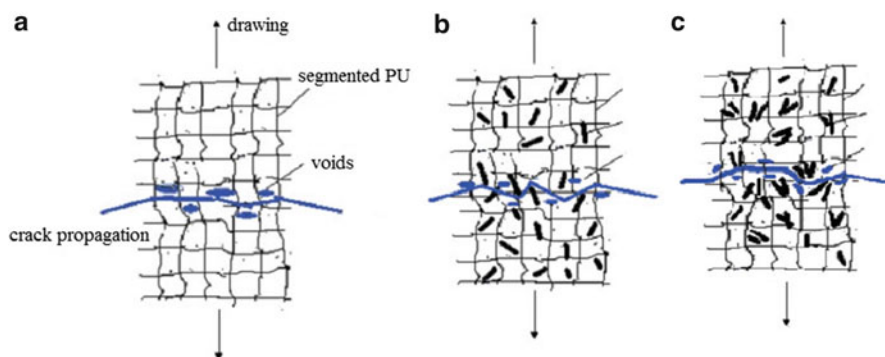 a
drawing
segmented PU
voids
crack propagation
b
c